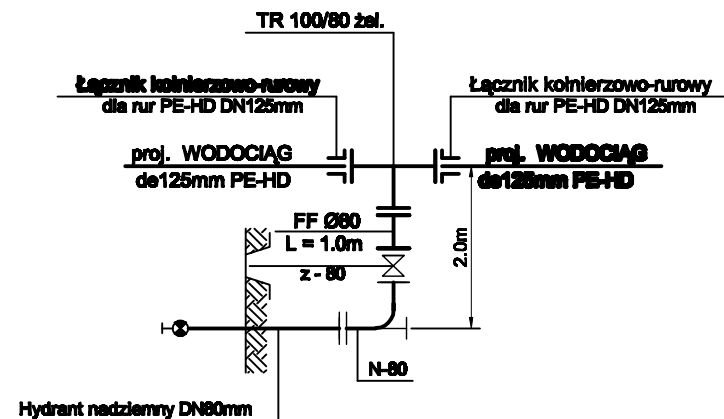 TR 100/80 żel.
Łącznik kołnierzowo-rurowy
dla rur PE-HD DN125mm
Łącznik kołnierzowo-rurowy
dla rur PE-HD DN125mm
proj. WODOCIĄG
de125mm PE-HD
proj. WODOCIĄG
de125mm PE-HD
FF Ø80
L = 1.0m
z - 80
2.0m
N-80
Hydrant nadziemny DN80mm